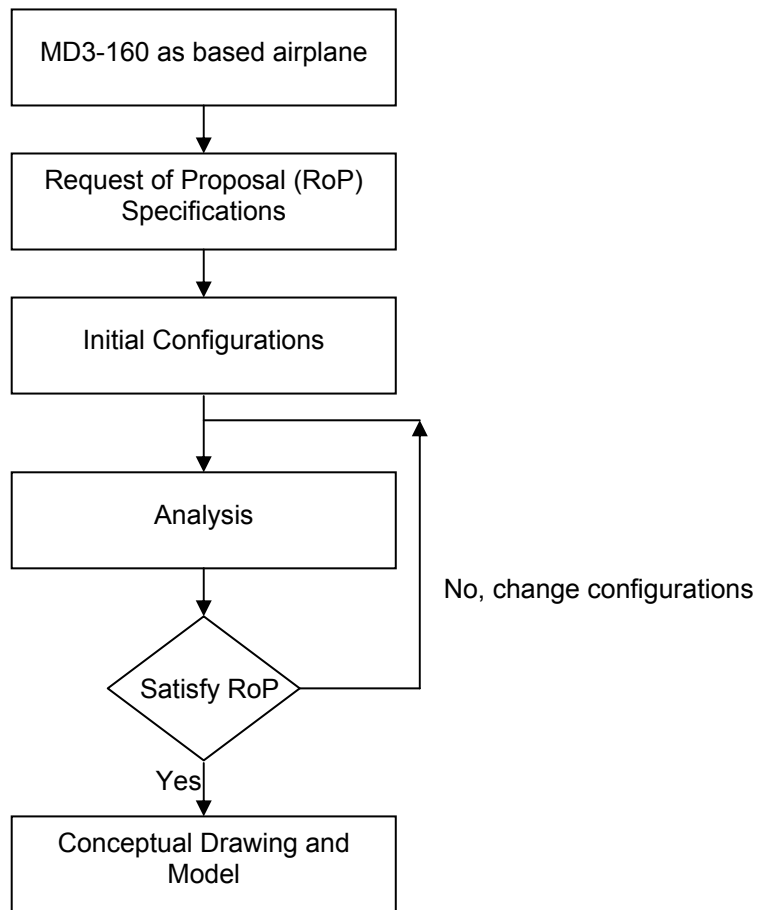 MD3-160 as based airplane
Request of Proposal (RoP)
Specifications
Initial Configurations
Analysis
No, change configurations
Satisfy RoP
Yes
Conceptual Drawing and
Model